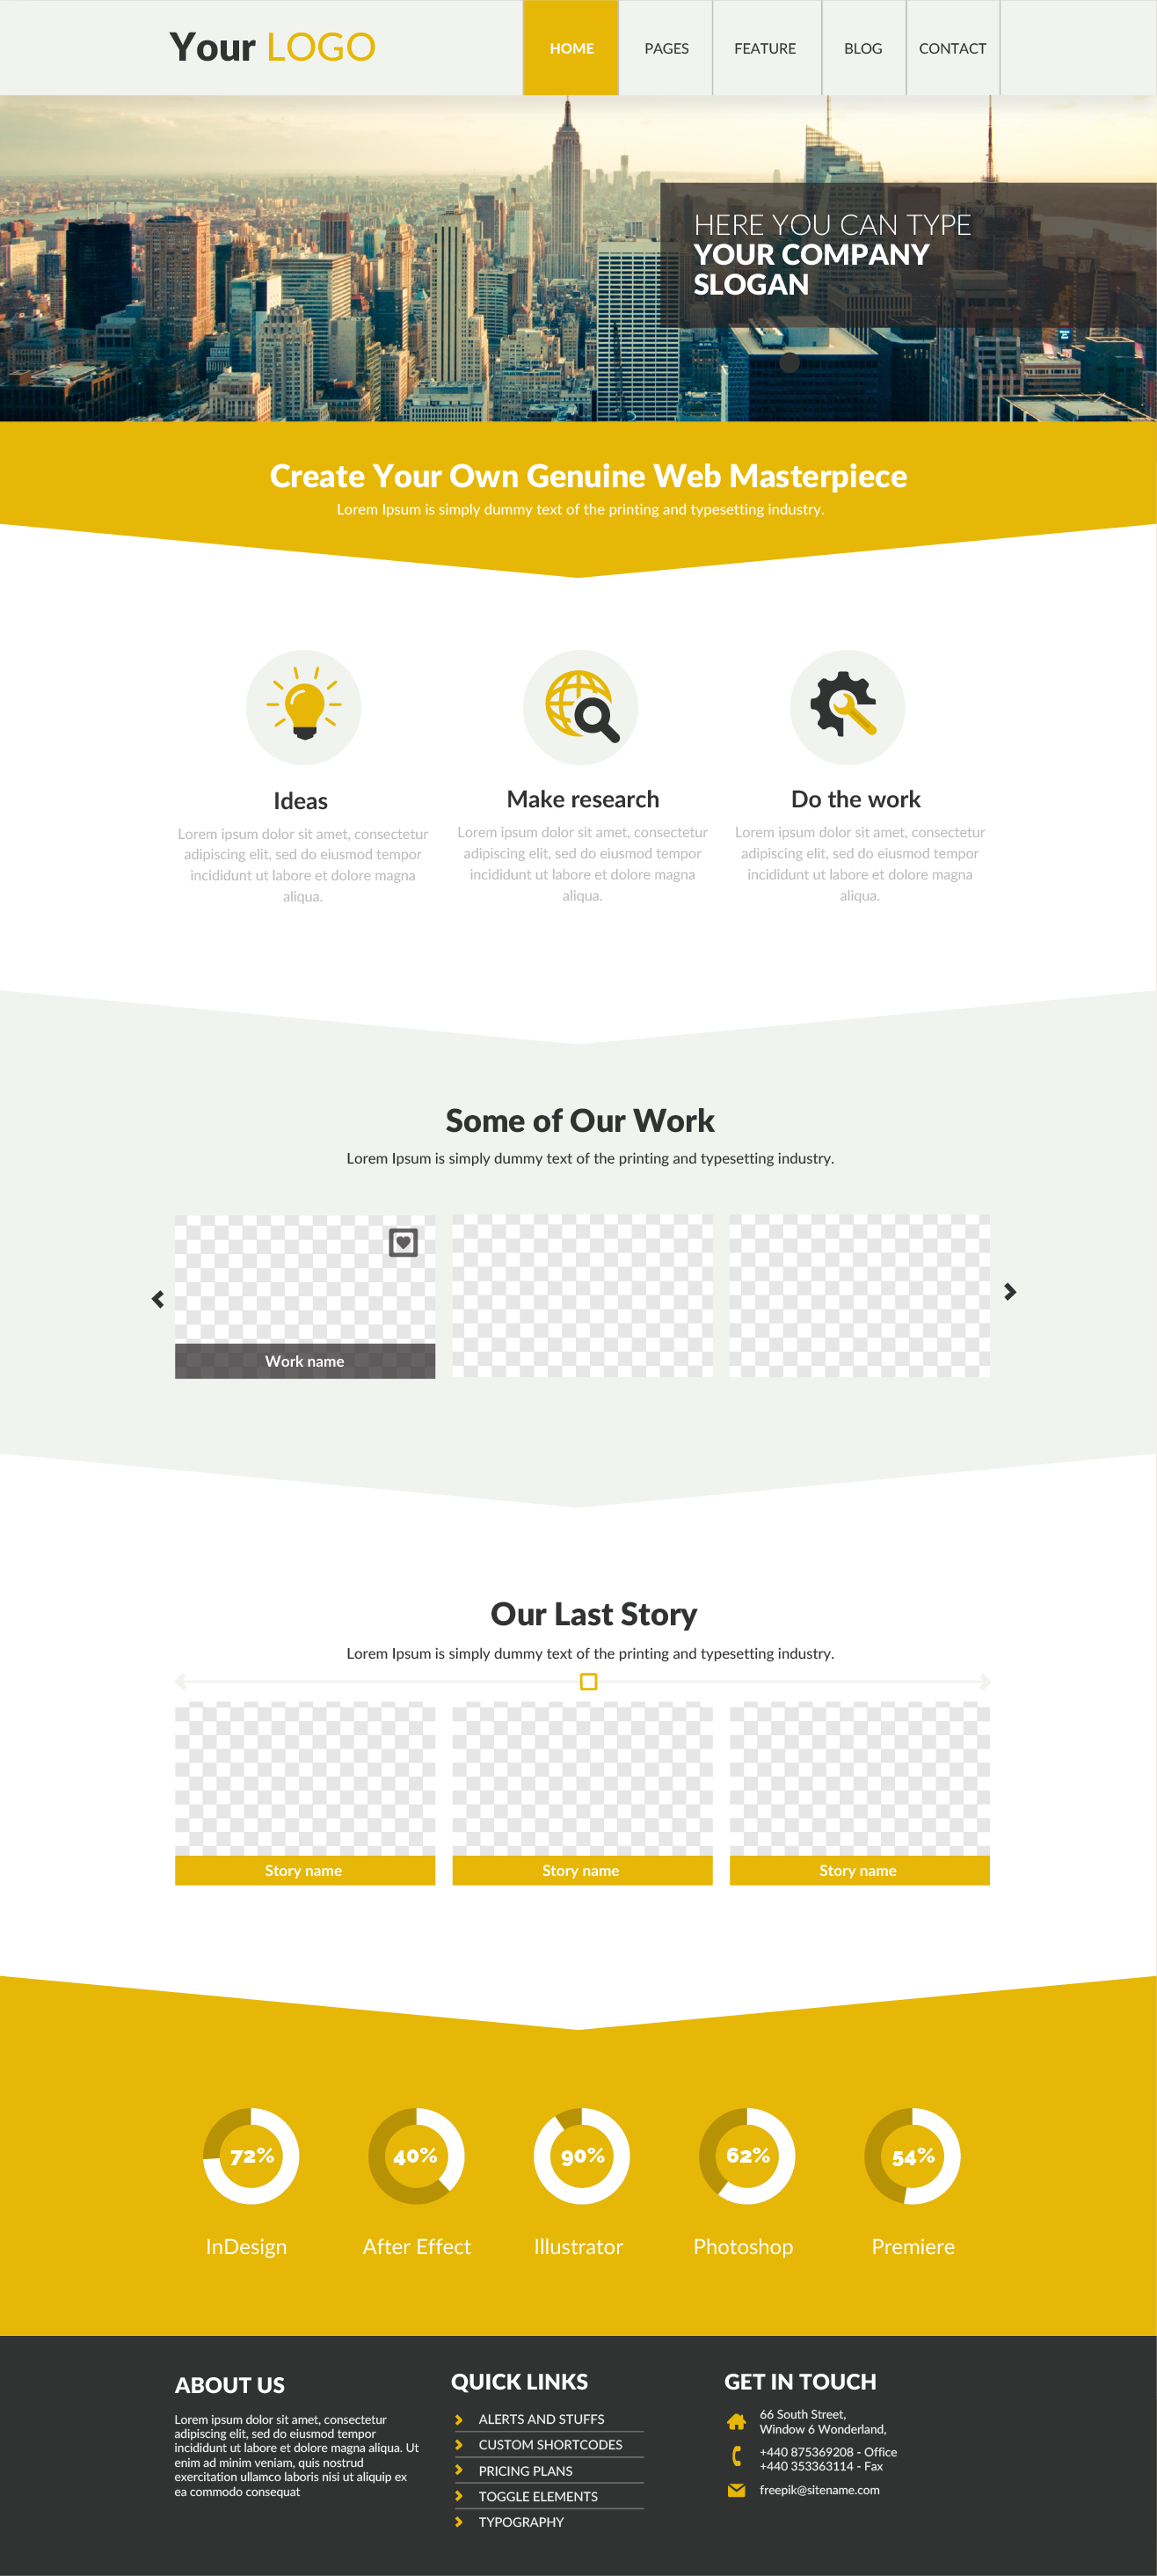 Your LOGO
HOME
PAGES
FEATURE
BLOG
CONTACT
HERE YOU CAN TYPE
YOUR COMPANY
SLOGAN
Create Your Own Genuine Web Masterpiece
Lorem Ipsum is simply dummy text of the printing and typesetting industry.
Ideas
Lorem ipsum dolor sit amet, consectetur
adipiscing elit, sed do eiusmod tempor
incididunt ut labore et dolore magna
aliqua.
Make research
Lorem ipsum dolor sit amet, consectetur
adipiscing elit, sed do eiusmod tempor
incididunt ut labore et dolore magna
aliqua.
Do the work
Lorem ipsum dolor sit amet, consectetur
adipiscing elit, sed do eiusmod tempor
incididunt ut labore et dolore magna
aliqua.
Some of Our Work
Lorem Ipsum is simply dummy text of the printing and typesetting industry.
Work name
Our Last Story
Lorem Ipsum is simply dummy text of the printing and typesetting industry.
Story name
Story name
Story name
72%
40%
90%
62%
54%
InDesign
After Effect
Illustrator
Photoshop
Premiere
ABOUT US
Lorem ipsum dolor sit amet, consectetur
adipiscing elit, sed do eiusmod tempor
incididunt ut labore et dolore magna aliqua. Ut
enim ad minim veniam, quis nostrud
exercitation ullamco laboris nisi ut aliquip ex
ea commodo consequat
QUICK LINKS
ALERTS AND STUFFS
CUSTOM SHORTCODES
PRICING PLANS
TOGGLE ELEMENTS
TYPOGRAPHY
GET IN TOUCH
66 South Street,
Window 6 Wonderland,
+440 875369208 - Office
+440 353363114 - Fax
freepik@sitename.com